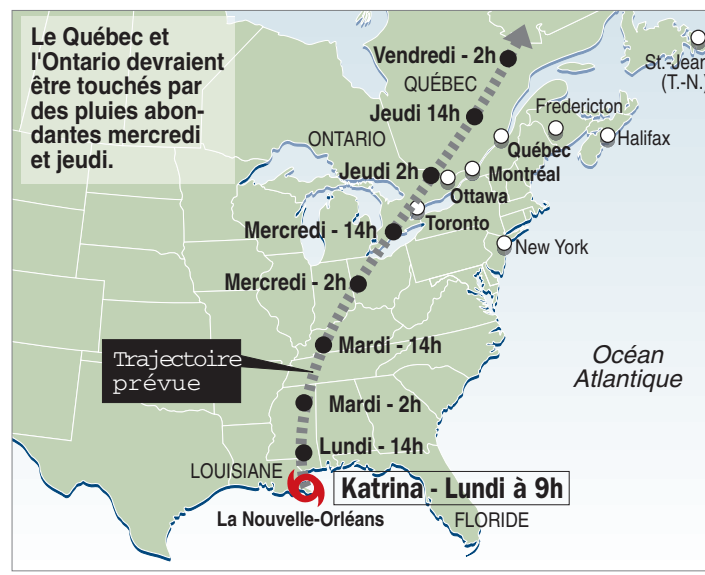 Le Québec et
l'Ontario devraient
être touchés par
des pluies abon-
dantes mercredi
et jeudi.
Vendredi - 2h
St.-Jean
(T.-N.)
QUÉBEC
Jeudi 14h
Fredericton
ONTARIO
Québec
Halifax
Jeudi 2h
Montréal
Ottawa
Toronto
Mercredi - 14h
New York
Mercredi - 2h
Mardi - 14h
Trajectoire
prévue
Océan
Atlantique
Mardi - 2h
Lundi - 14h
LOUISIANE
Katrina - Lundi à 9h
La Nouvelle-Orléans
FLORIDE